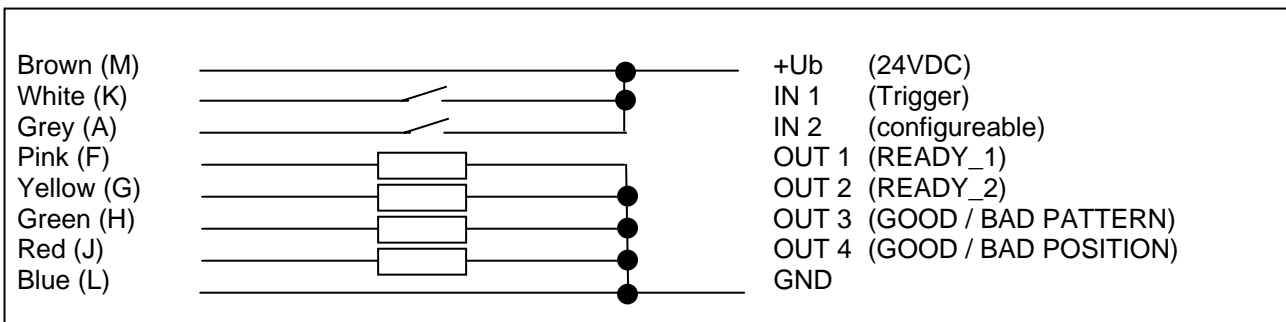 Brown (M) +Ub (24VDC)
White (K) IN 1 (Trigger)
Grey (A) IN 2 (configureable)
Pink (F) OUT 1 (READY_1)
Yellow (G) OUT 2 (READY_2)
Green (H) OUT 3 (GOOD / BAD PATTERN)
Red (J) OUT 4 (GOOD / BAD POSITION)
Blue (L) GND